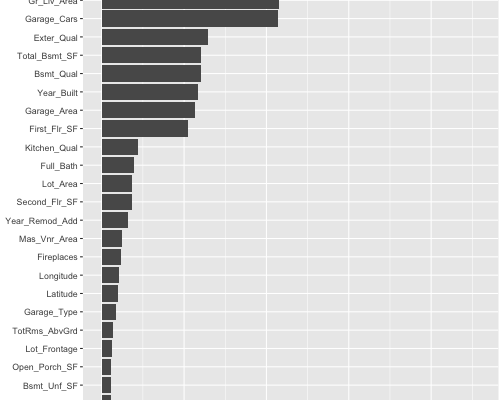 Gr_Liv_Area
Garage_Cars
Exter_Qual
Total_Bsmt_SF
Bsmt_Qual
Year_Built
Garage_Area
First_Flr_SF
Kitchen_Qual
Full_Bath
Lot_Area
Second_Flr_SF
Year_Remod_Add
Mas_Vnr_Area
Fireplaces
Longitude
Latitude
Garage_Type
TotRms_AbvGrd
Lot_Frontage
Open_Porch_SF
Bsmt_Unf_SF